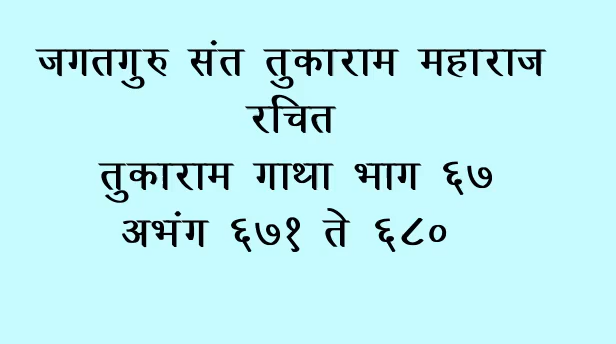 जगतगुरु संत तुकाराम महाराज
रचित
तुकाराम गाथा भाग ६७
अभंग ६७१ ते ६८०